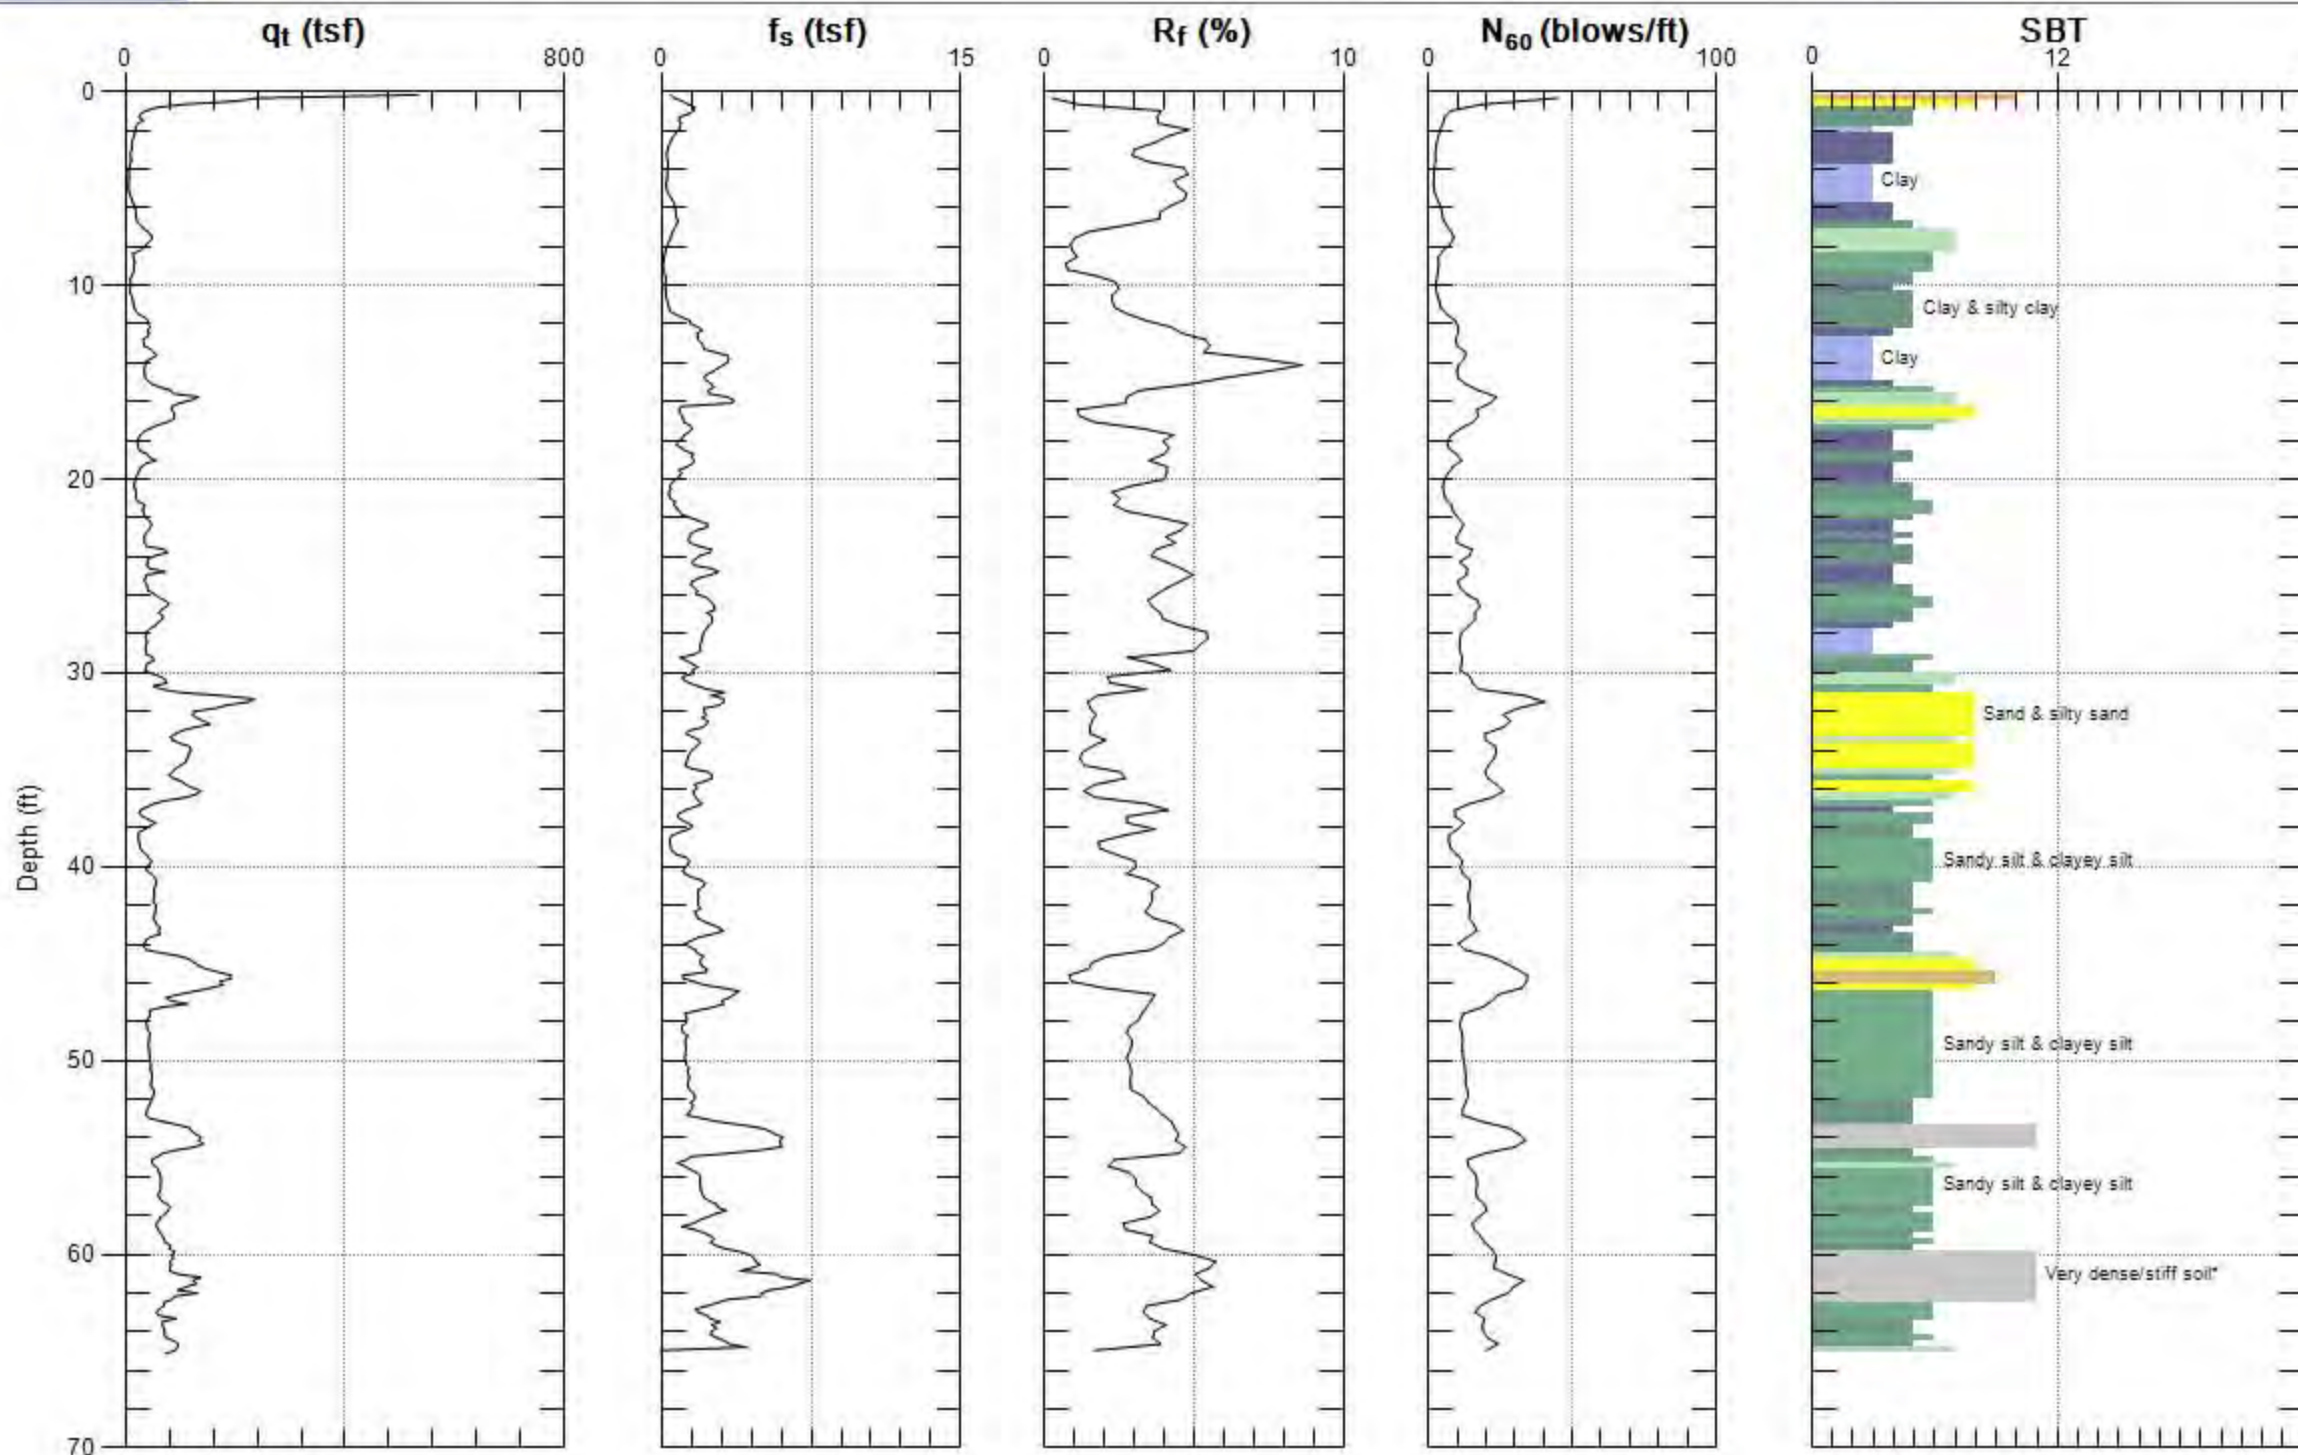 qt (tsf)
fs (tsf)
Rf (%)
N60 (blows/ft)
SBT
0 800
0 15
0 10
0 100
0 12
0
10
20
30
40
50
60
70
Depth (ft)
Clay
Clay & silty clay
Clay
Sand & silty sand
Sandy silt & clayey silt
Sandy silt & clayey silt
Sandy silt & clayey silt
Very dense/stiff soil*